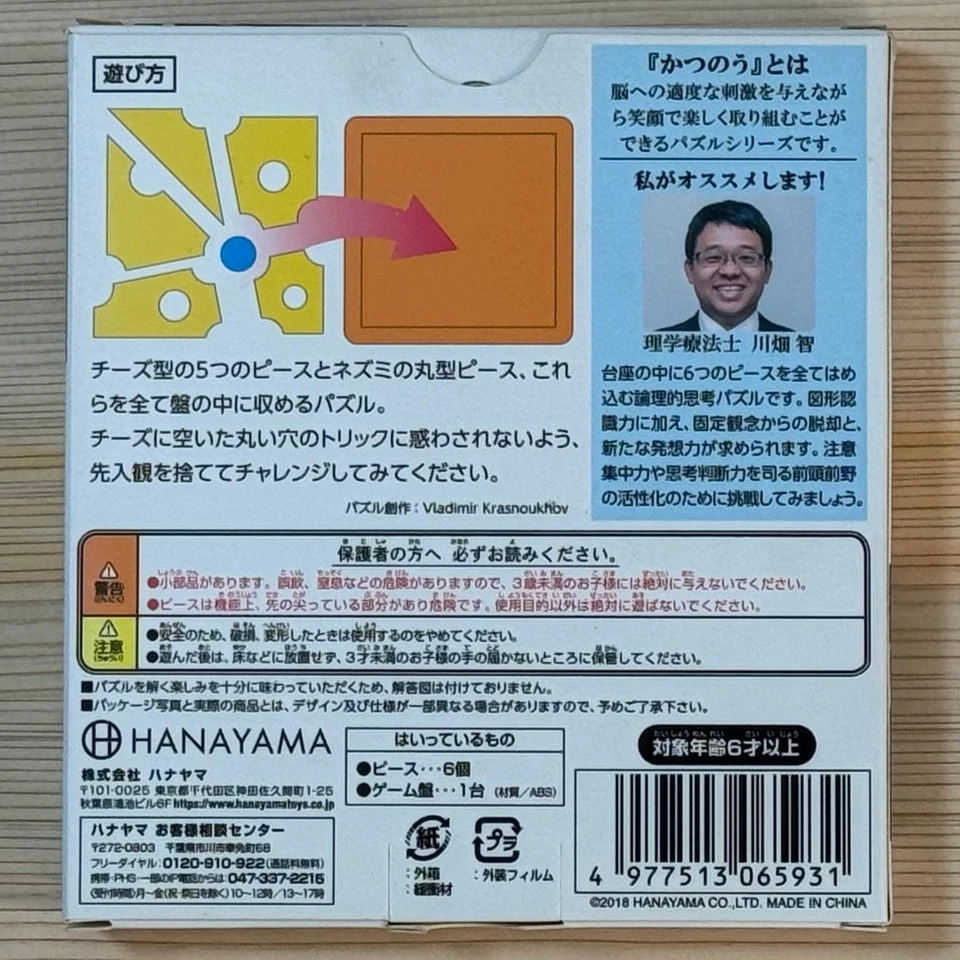 遊び方
チーズ型の5つのピースとネズミの丸型ピース、これ
らを全て盤の中に収めるパズル。
チーズに空いた丸い穴のトリックに惑わされないよう、
先入観を捨ててチャレンジしてみてください。
パズル創作：Vladimir Krasnoukhov
『かつのう』とは
脳への適度な刺激を与えなが
ら笑顔で楽しく取り組むことが
できるパズルシリーズです。
私がオススメします！
理学療法士 川畑 智
台座の中に6つのピースを全てはめ
込む論理的思考パズルです。図形認
識力に加え、固定観念からの脱却と、
新たな発想力が求められます。注意
集中力や思考判断力を司る前頭前野
の活性化のために挑戦してみましょう。
保護者の方へ 必ずお読みください。
警告
●小部品があります。誤飲、窒息などの危険がありますので、3歳未満のお子様には絶対に与えないでください。
●ピースは機能上、先の尖っている部分があり危険です。使用目的以外は絶対に遊ばないでください。
注意
●安全のため、破損、変形したときは使用するのをやめてください。
●遊んだ後は、床などに放置せず、3才未満のお子様の手の届かないところに保管してください。
■パズルを解く楽しみを十分に味わっていただくため、解答図は付けておりません。
■パッケージ写真と実際の商品とは、デザイン及び仕様が一部異なる場合がありますので、予めご了承下さい。
HANAYAMA
株式会社 ハナヤマ
〒101-0025 東京都千代田区神田佐久間町1-25
秋葉原鴻池ビル6F https://www.hanayamatoys.co.jp
ハナヤマ お客様相談センター
〒272-0803 千葉県市川市奉免町68
フリーダイヤル：0120-910-922(通話料無料)
携帯・PHS・一部のIP電話からは：047-337-2215
〈受付時間〉月～金(祝・祭日を除く)10～12時／13～17時
はいっているもの
●ピース・・・6個
●ゲーム盤・・・1台 (材質／ABS)
紙
：外箱
：緩衝材
プラ
：外装フィルム
対象年齢6才以上
4 977513 065931
©2018 HANAYAMA CO.,LTD. MADE IN CHINA